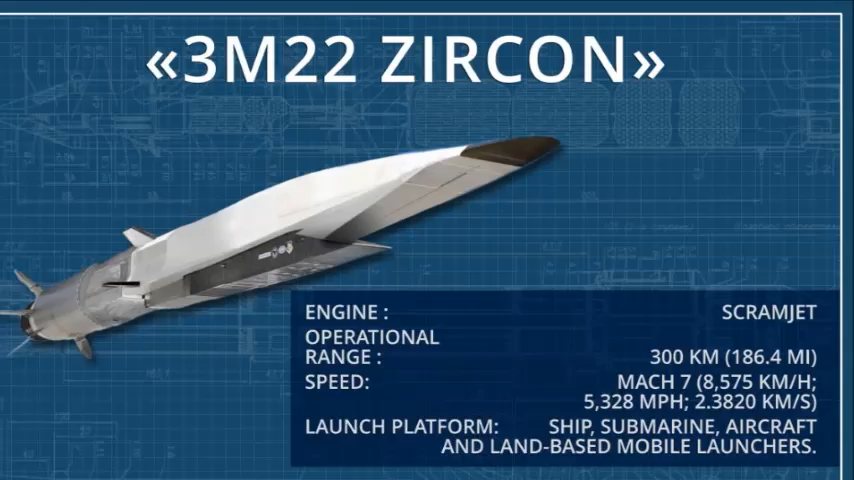 «3M22 ZIRCON»
ENGINE : SCRAMJET
OPERATIONAL
RANGE : 300 KM (186.4 MI)
SPEED: MACH 7 (8,575 KM/H;
5,328 MPH; 2.3820 KM/S)
LAUNCH PLATFORM: SHIP, SUBMARINE, AIRCRAFT
AND LAND-BASED MOBILE LAUNCHERS.